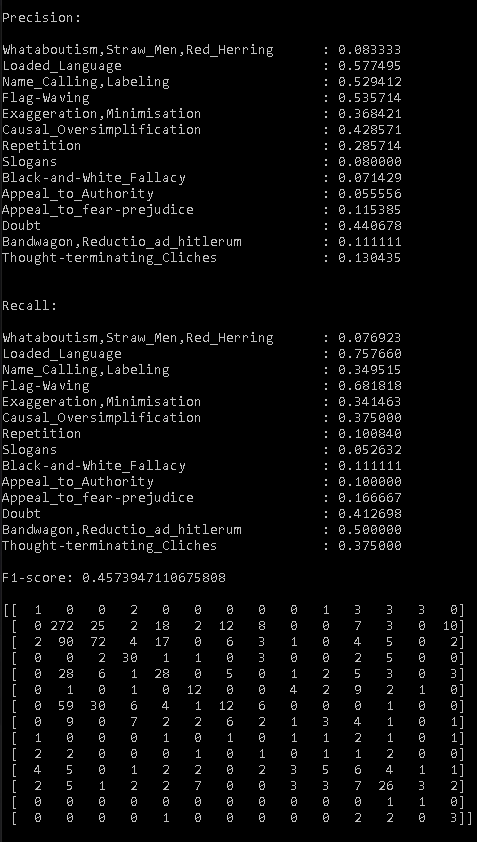 Precision:
Whataboutism,Straw_Men,Red_Herring : 0.083333
Loaded_Language : 0.577495
Name_Calling,Labeling : 0.529412
Flag-Waving : 0.535714
Exaggeration,Minimisation : 0.368421
Causal_Oversimplification : 0.428571
Repetition : 0.285714
Slogans : 0.080000
Black-and-White_Fallacy : 0.071429
Appeal_to_Authority : 0.055556
Appeal_to_fear-prejudice : 0.115385
Doubt : 0.440678
Bandwagon,Reductio_ad_hitlerum : 0.111111
Thought-terminating_Cliches : 0.130435
Recall:
Whataboutism,Straw_Men,Red_Herring : 0.076923
Loaded_Language : 0.757660
Name_Calling,Labeling : 0.349515
Flag-Waving : 0.681818
Exaggeration,Minimisation : 0.341463
Causal_Oversimplification : 0.375000
Repetition : 0.100840
Slogans : 0.052632
Black-and-White_Fallacy : 0.111111
Appeal_to_Authority : 0.100000
Appeal_to_fear-prejudice : 0.166667
Doubt : 0.412698
Bandwagon,Reductio_ad_hitlerum : 0.500000
Thought-terminating_Cliches : 0.375000
F1-score: 0.4573947110675808
[[ 1 0 0 2 0 0 0 0 0 1 3 3 3 0]
[ 0 272 25 2 18 2 12 8 0 0 7 3 0 10]
[ 2 90 72 4 17 0 6 3 1 0 4 5 0 2]
[ 0 0 2 30 1 1 0 3 0 0 2 5 0 0]
[ 0 28 6 1 28 0 5 0 1 2 5 3 0 3]
[ 0 1 0 1 0 12 0 0 4 2 9 2 1 0]
[ 0 59 30 6 4 1 12 6 0 0 0 1 0 0]
[ 0 9 0 7 2 2 6 2 1 3 4 1 0 1]
[ 1 0 0 0 1 0 1 0 1 1 2 1 0 1]
[ 2 2 0 0 0 1 0 1 0 1 1 2 0 0]
[ 4 5 0 1 2 2 0 2 3 5 6 4 1 1]
[ 2 5 1 2 2 7 0 0 3 3 7 26 3 2]
[ 0 0 0 0 0 0 0 0 0 0 0 1 1 0]
[ 0 0 0 0 1 0 0 0 0 0 2 2 0 3]]